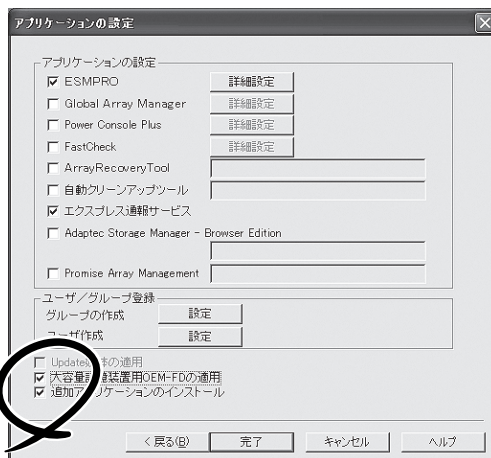 アプリケーションの設定
アプリケーションの設定
ESMPRO 詳細設定
Global Array Manager 詳細設定
Power Console Plus 詳細設定
FastCheck 詳細設定
ArrayRecoveryTool
自動クリーンアップツール
エクスプレス通報サービス
Adaptec Storage Manager - Browser Edition
Promise Array Management
ユーザ/グループ登録
グループの作成 設定
ユーザ作成 設定
の適用
大容量 装置用OEM-FDの適用
追加アプリケーションのインストール
< 戻る(B) 完了 キャンセル ヘルプ